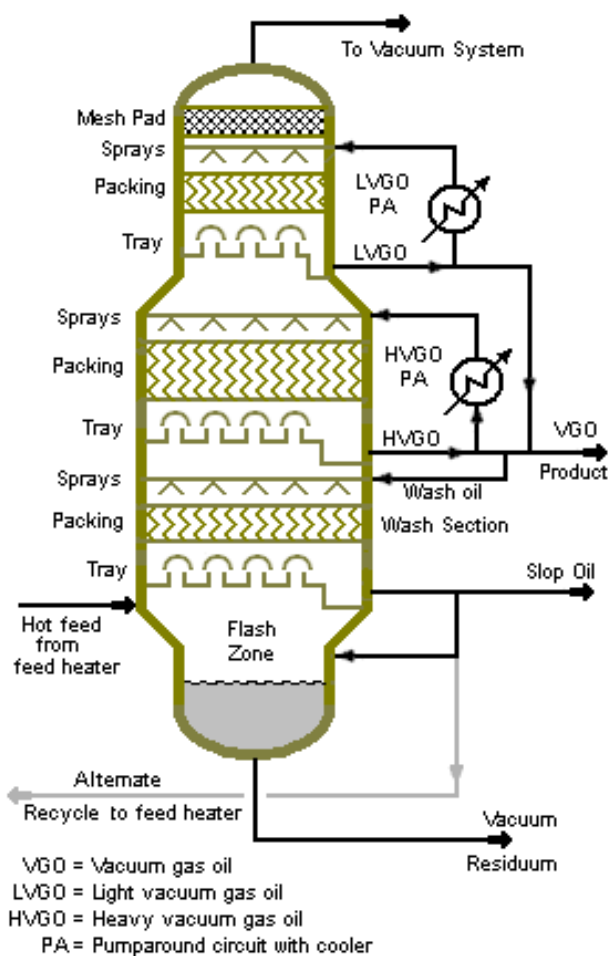 To Vacuum System
Mesh Pad
Sprays
Packing
LVGO
PA
Tray
LVGO
Sprays
Packing
HVGO
PA
Tray
HVGO
VGO
Product
Sprays
Wash oil
Packing
Wash Section
Tray
Slop Oil
Hot feed
from
feed heater
Flash
Zone
Alternate
Recycle to feed heater
Vacuum
Residuum
VGO = Vacuum gas oil
LVGO = Light vacuum gas oil
HVGO = Heavy vacuum gas oil
PA = Pumparound circuit with cooler